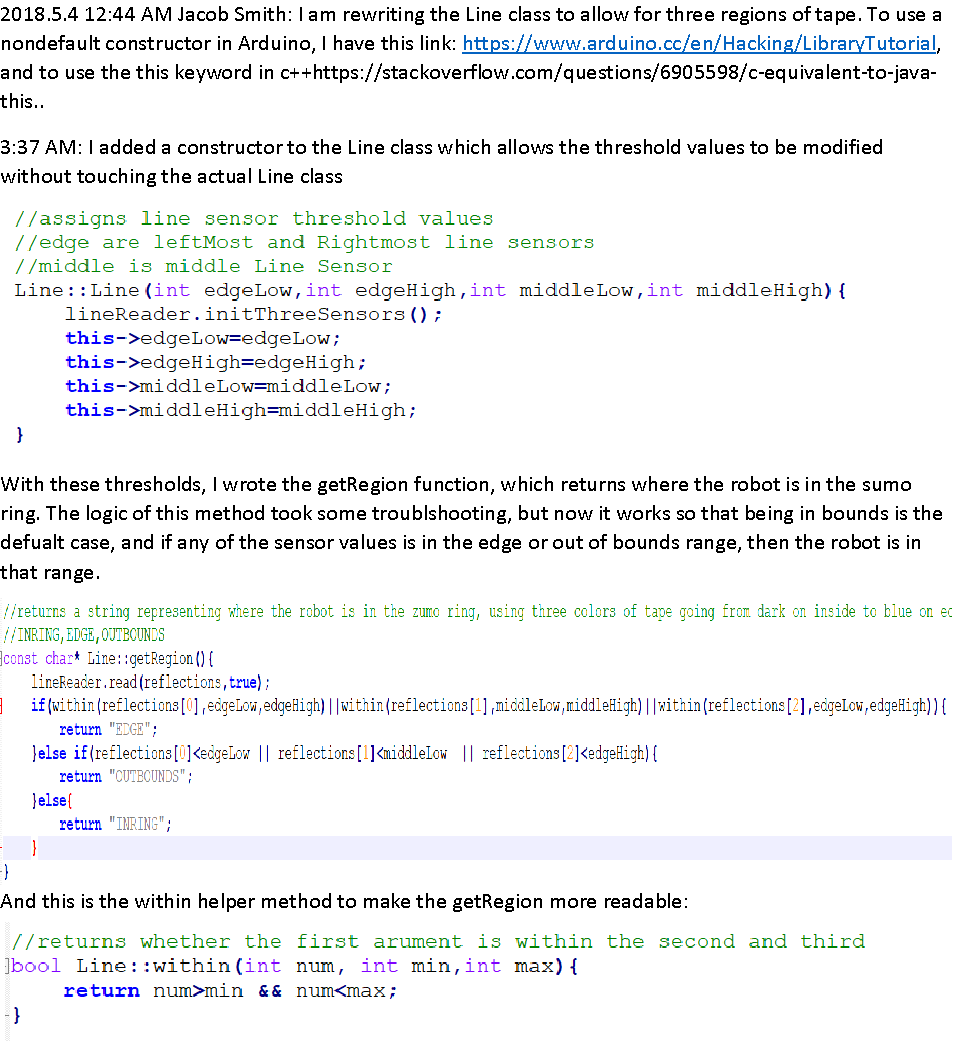 2018.5.4 12:44 AM Jacob Smith: I am rewriting the Line class to allow for three regions of tape. To use a
nondefault constructor in Arduino, I have this link: https://www.arduino.cc/en/Hacking/LibraryTutorial,
and to use the this keyword in c++https://stackoverflow.com/questions/6905598/c-equivalent-to-java-
this..
3:37 AM: I added a constructor to the Line class which allows the threshold values to be modified
without touching the actual Line class
//assigns line sensor threshold values
//edge are leftMost and Rightmost line sensors
//middle is middle Line Sensor
Line::Line(int edgeLow,int edgeHigh,int middleLow,int middleHigh){
lineReader.initThreeSensors();
this->edgeLow=edgeLow;
this->edgeHigh=edgeHigh;
this->middleLow=middleLow;
this->middleHigh=middleHigh;
}
With these thresholds, I wrote the getRegion function, which returns where the robot is in the sumo
ring. The logic of this method took some troublshooting, but now it works so that being in bounds is the
defualt case, and if any of the sensor values is in the edge or out of bounds range, then the robot is in
that range.
//returns a string representing where the robot is in the zumo ring, using three colors of tape going from dark on inside to blue on ec
//INRING,EDGE,OUTBOUNDS
const char* Line::getRegion(){
lineReader.read(reflections,true);
if(within(reflections[0],edgeLow,edgeHigh)||within(reflections[1],middleLow,middleHigh)||within(reflections[2],edgeLow,edgeHigh)){
return "EDGE";
}else if(reflections[0]<edgeLow || reflections[1]<middleLow || reflections[2]<edgeHigh){
return "OUTBOUNDS";
}else{
return "INRING";
}
}
And this is the within helper method to make the getRegion more readable:
//returns whether the first arument is within the second and third
bool Line::within(int num, int min,int max){
return num>min && num<max;
}